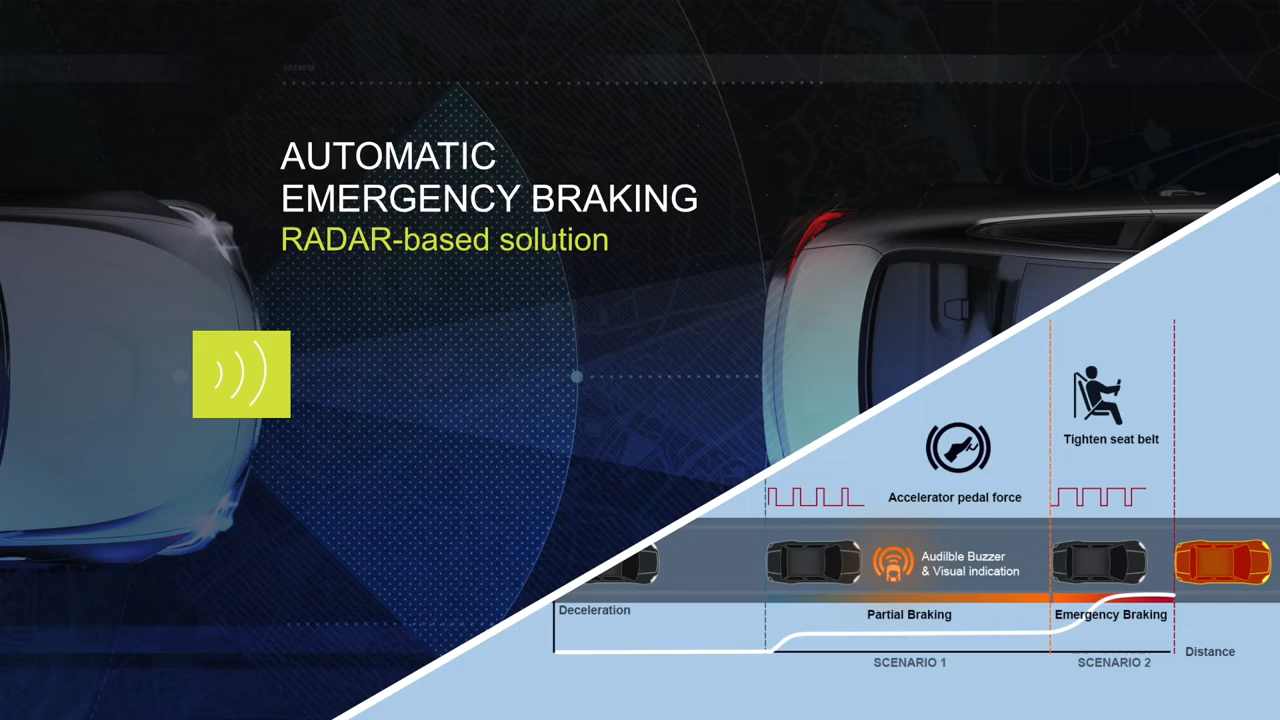 AUTOMATIC
EMERGENCY BRAKING
RADAR-based solution
Tighten seat belt
Accelerator pedal force
Audilble Buzzer
& Visual indication
Deceleration
Partial Braking
Emergency Braking
Distance
SCENARIO 1
SCENARIO 2